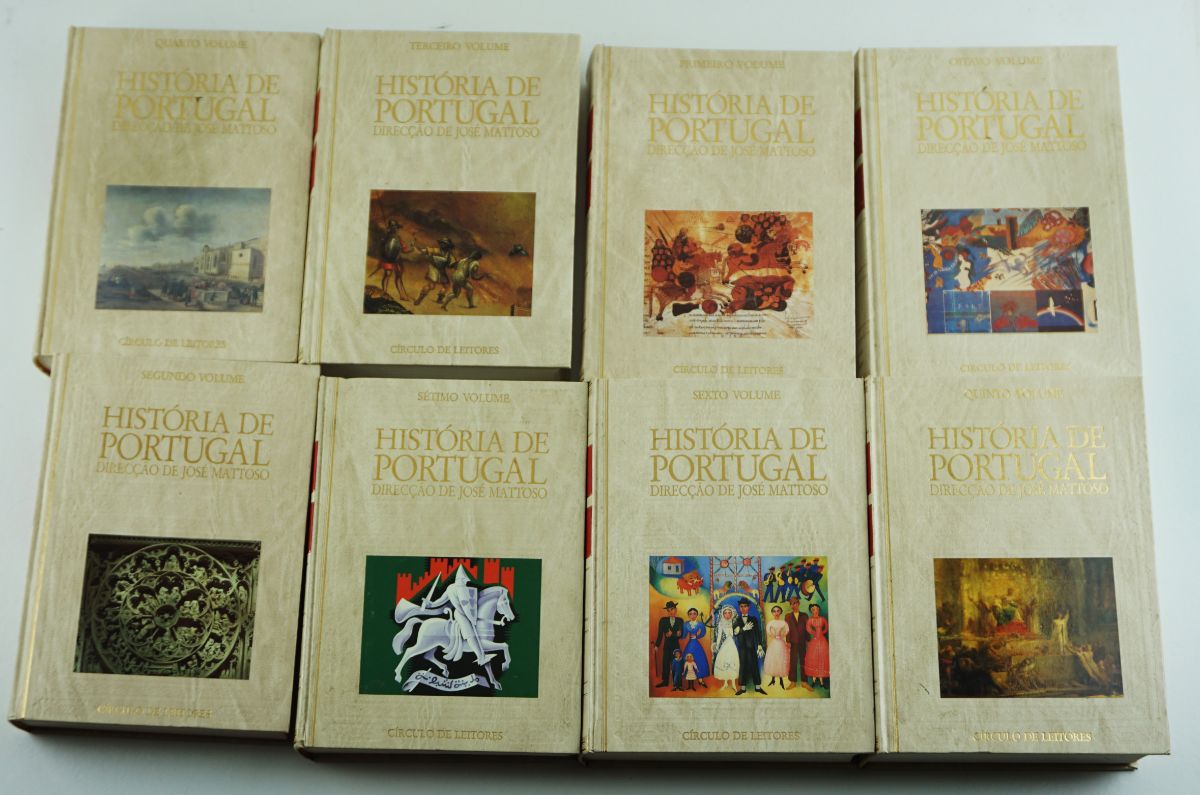 QUARTO VOLUME
HISTÓRIA DE
PORTUGAL
DIRECÇÃO DE JOSÉ MATTOSO
CÍRCULO DE LEITORES
TERCEIRO VOLUME
HISTÓRIA DE
PORTUGAL
DIRECÇÃO DE JOSÉ MATTOSO
CÍRCULO DE LEITORES
PRIMEIRO VOLUME
HISTÓRIA DE
PORTUGAL
DIRECÇÃO DE JOSÉ MATTOSO
CÍRCULO DE LEITORES
OITAVO VOLUME
HISTÓRIA DE
PORTUGAL
DIRECÇÃO DE JOSÉ MATTOSO
CÍRCULO DE LEITORES
SEGUNDO VOLUME
HISTÓRIA DE
PORTUGAL
DIRECÇÃO DE JOSÉ MATTOSO
CÍRCULO DE LEITORES
SÉTIMO VOLUME
HISTÓRIA DE
PORTUGAL
DIRECÇÃO DE JOSÉ MATTOSO
CÍRCULO DE LEITORES
SEXTO VOLUME
HISTÓRIA DE
PORTUGAL
DIRECÇÃO DE JOSÉ MATTOSO
CÍRCULO DE LEITORES
QUINTO VOLUME
HISTÓRIA DE
PORTUGAL
DIRECÇÃO DE JOSÉ MATTOSO
CÍRCULO DE LEITORES